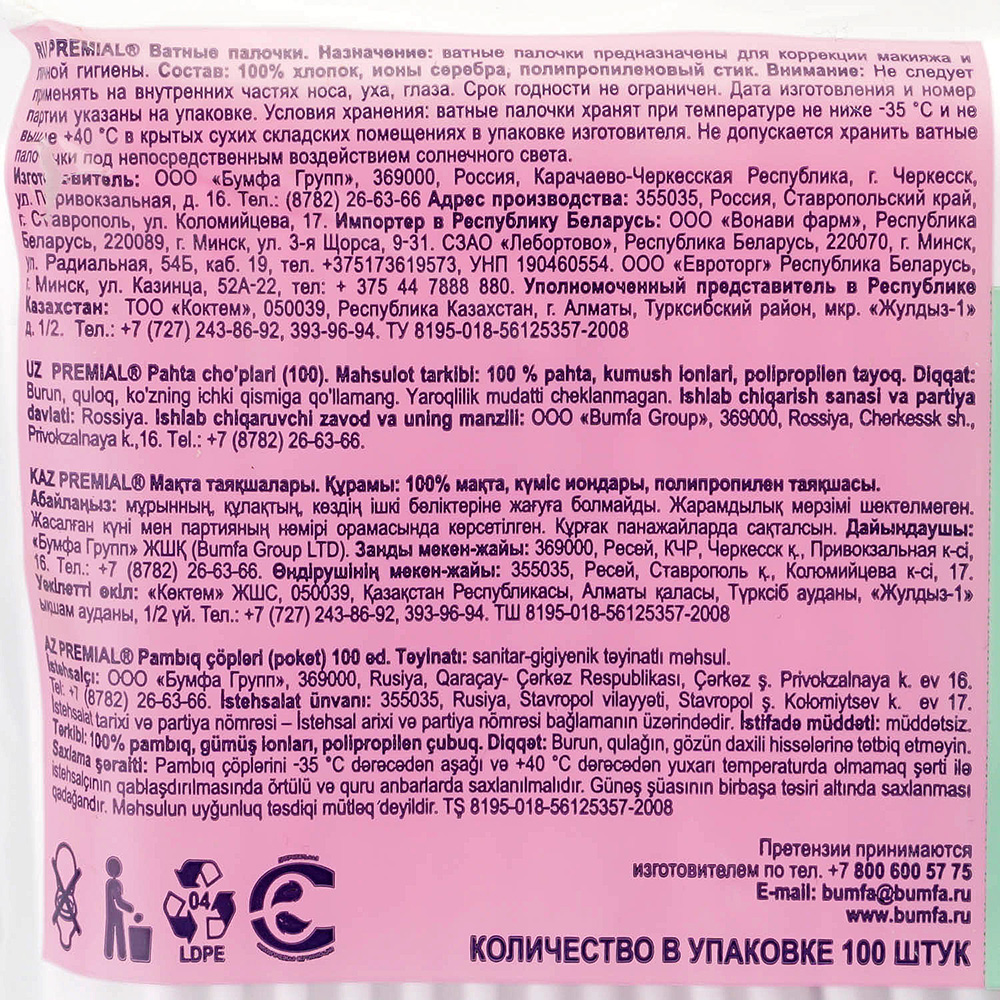 RU PREMIAL® Ватные палочки. Назначение: ватные палочки предназначены для коррекции макияжа и
личной гигиены. Состав: 100% хлопок, ионы серебра, полипропиленовый стик. Внимание: Не следует
применять на внутренних частях носа, уха, глаза. Срок годности не ограничен. Дата изготовления и номер
партии указаны на упаковке. Условия хранения: ватные палочки хранят при температуре не ниже -35 °C и не
выше +40 °C в крытых сухих складских помещениях в упаковке изготовителя. Не допускается хранить ватные
палочки под непосредственным воздействием солнечного света.
Изготовитель: ООО «Бумфа Групп», 369000, Россия, Карачаево-Черкесская Республика, г. Черкесск,
ул. Привокзальная, д. 16. Тел.: (8782) 26-63-66 Адрес производства: 355035, Россия, Ставропольский край,
г. Ставрополь, ул. Коломийцева, 17. Импортер в Республику Беларусь: ООО «Вонави фарм», Республика
Беларусь, 220089, г. Минск, ул. 3-я Щорса, 9-31. СЗАО «Лебортово», Республика Беларусь, 220070, г. Минск,
ул. Радиальная, 54Б, каб. 19, тел. +375173619573, УНП 190460554. ООО «Евроторг» Республика Беларусь,
г. Минск, ул. Казинца, 52А-22, тел: + 375 44 7888 880. Уполномоченный представитель в Республике
Казахстан: ТОО «Коктем», 050039, Республика Казахстан, г. Алматы, Турксибский район, мкр. «Жулдыз-1»
д. 1/2. Тел.: +7 (727) 243-86-92, 393-96-94. ТУ 8195-018-56125357-2008
UZ PREMIAL® Pahta cho'plari (100). Mahsulot tarkibi: 100 % pahta, kumush ionlari, polipropilen tayoq. Diqqat:
Burun, quloq, ko'zning ichki qismiga qo'llamang. Yaroqlilik mudatti cheklanmagan. Ishlab chiqarish sanasi va partiya
davlati: Rossiya. Ishlab chiqaruvchi zavod va uning manzili: ООО «Bumfa Group», 369000, Rossiya, Cherkessk sh.,
Privokzalnaya k.,16. Tel.: +7 (8782) 26-63-66.
KAZ PREMIAL® Мақта таяқшалары. Құрамы: 100% мақта, күміс иондары, полипропилен таяқшасы.
Абайлаңыз: мұрынның, құлақтың, көздің ішкі бөліктеріне жағуға болмайды. Жарамдылық мерзімі шектелмеген.
Жасалған күні мен партияның нөмірі орамасында көрсетілген. Құрғақ панажайларда сақталсын. Дайындаушы:
«Бумфа Групп» ЖШҚ (Bumfa Group LTD). Занды мекен-жайы: 369000, Ресей, КЧР, Черкесск қ., Привокзальная к-сі,
16. Тел.: +7 (8782) 26-63-66. Өндірушінің мекен-жайы: 355035, Ресей, Ставрополь қ., Коломийцева к-сі, 17.
Уәкілетті өкіл: «Көктем» ЖШС, 050039, Қазақстан Республикасы, Алматы қаласы, Түрксіб ауданы, «Жулдыз-1»
ықшам ауданы, 1/2 үй. Тел.: +7 (727) 243-86-92, 393-96-94. ТШ 8195-018-56125357-2008
AZ PREMIAL® Pambıq çöpləri (poket) 100 əd. Təyinatı: sanitar-gigiyenik təyinatlı məhsul.
İstehsalçı: ООО «Бумфа Групп», 369000, Rusiya, Qaraçay- Çərkəz Respublikası, Çərkəz ş. Privokzalnaya k. ev 16.
Tel: +7 (8782) 26-63-66. İstehsalat ünvanı: 355035, Rusiya, Stavropol vilayyəti, Stavropol ş. Kolomiytsev k. ev 17.
İstehsalat tarixi və partiya nömrəsi – İstehsal arixi və partiya nömrəsi bağlamanın üzərindədir. İstifadə müddəti: müddətsiz.
Tərkibi: 100% pambıq, gümüş ionları, polipropilen çubuq. Diqqət: Burun, qulağın, gözün daxili hissələrinə tətbiq etməyin.
Saxlama şəraiti: Pambıq çöplərini -35 °C dərəcədən aşağı və +40 °C dərəcədən yuxarı temperaturda olmamaq şərti ilə
istehsalçının qablaşdırılmasında örtülü və quru anbarlarda saxlanılmalıdır. Günəş şüasının birbaşa təsiri altında saxlanması
qadağandır. Məhsulun uyğunluq təsdiqi mütləq deyildir. TŞ 8195-018-56125357-2008
Претензии принимаются
изготовителем по тел. +7 800 600 57 75
E-mail: bumfa@bumfa.ru
www.bumfa.ru
04
LDPE
КОЛИЧЕСТВО В УПАКОВКЕ 100 ШТУК